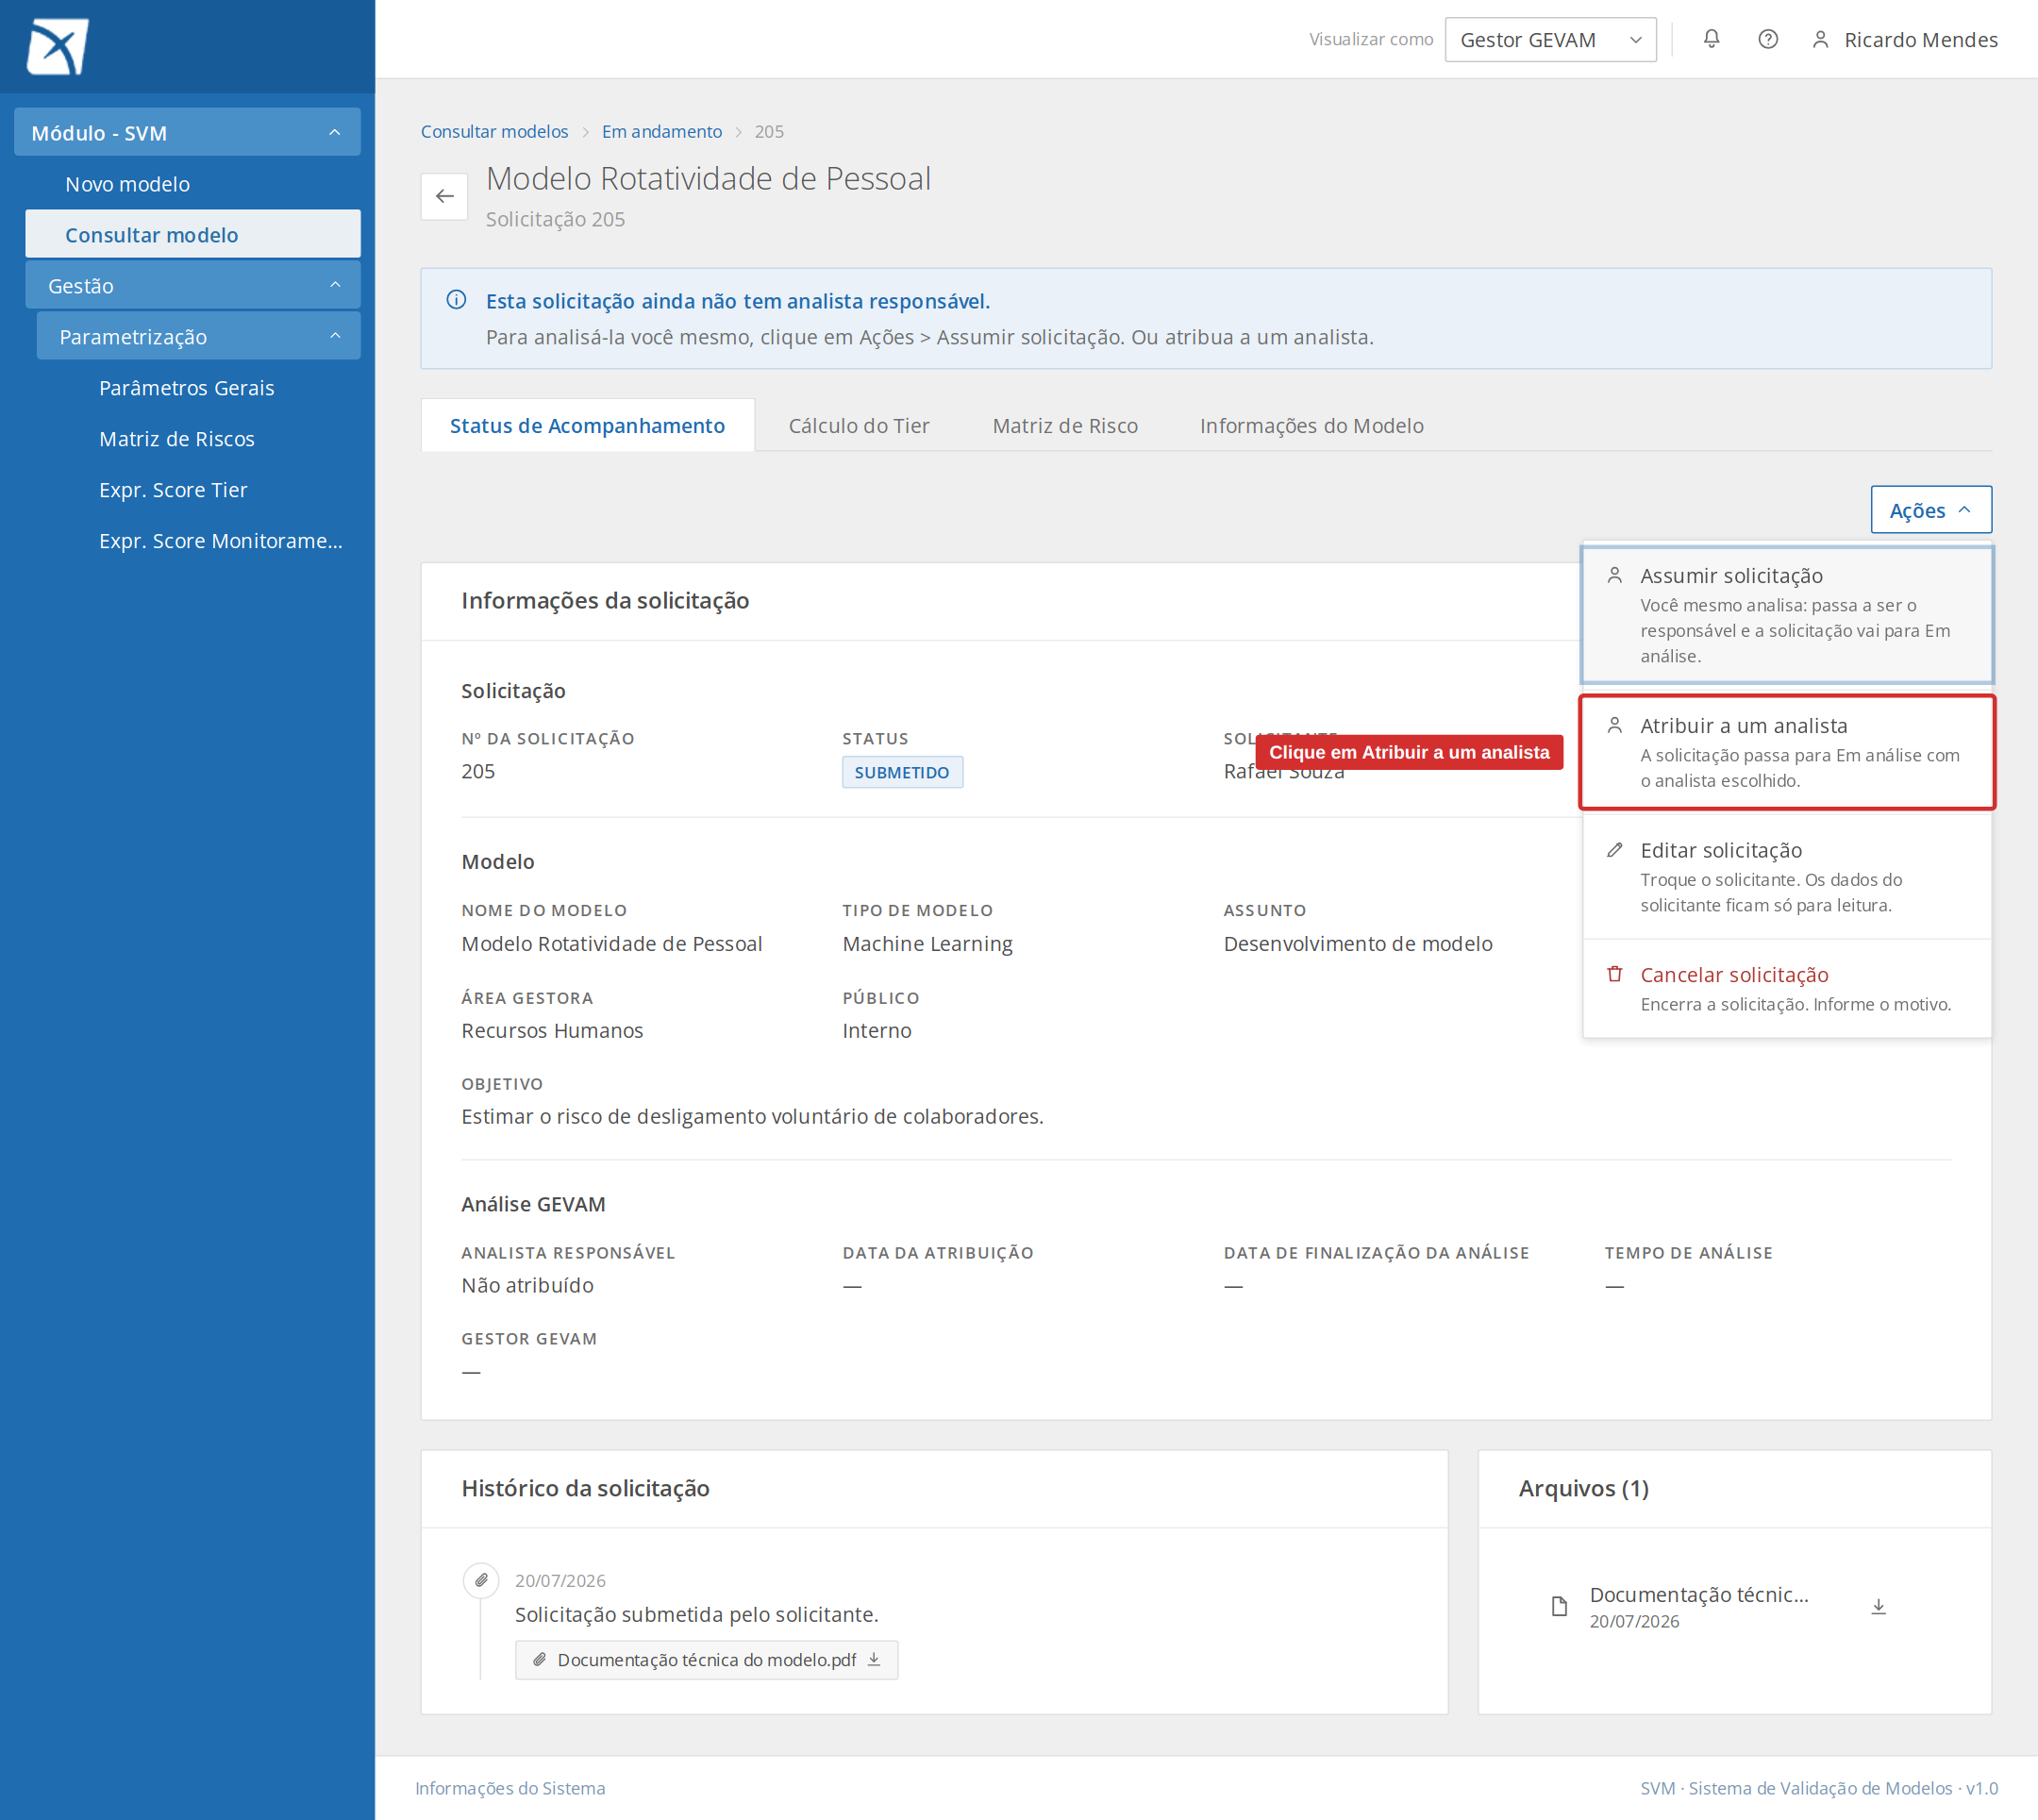 Visualizar como
Gestor GEVAM
Ricardo Mendes
Módulo - SVM
Novo modelo
Consultar modelo
Gestão
Parametrização
Parâmetros Gerais
Matriz de Riscos
Expr. Score Tier
Expr. Score Monitorame...
Consultar modelos > Em andamento > 205
Modelo Rotatividade de Pessoal
Solicitação 205
Esta solicitação ainda não tem analista responsável.
Para analisá-la você mesmo, clique em Ações > Assumir solicitação. Ou atribua a um analista.
Status de Acompanhamento
Cálculo do Tier
Matriz de Risco
Informações do Modelo
Ações
Assumir solicitação
Você mesmo analisa: passa a ser o
responsável e a solicitação vai para Em
análise.
Atribuir a um analista
A solicitação passa para Em análise com
o analista escolhido.
Editar solicitação
Troque o solicitante. Os dados do
solicitante ficam só para leitura.
Cancelar solicitação
Encerra a solicitação. Informe o motivo.
Clique em Atribuir a um analista
Informações da solicitação
Solicitação
Nº DA SOLICITAÇÃO
205
STATUS
SUBMETIDO
SOLICITANTE
Rafael Souza
Modelo
NOME DO MODELO
Modelo Rotatividade de Pessoal
TIPO DE MODELO
Machine Learning
ASSUNTO
Desenvolvimento de modelo
ÁREA GESTORA
Recursos Humanos
PÚBLICO
Interno
OBJETIVO
Estimar o risco de desligamento voluntário de colaboradores.
Análise GEVAM
ANALISTA RESPONSÁVEL
Não atribuído
DATA DA ATRIBUIÇÃO
—
DATA DE FINALIZAÇÃO DA ANÁLISE
—
TEMPO DE ANÁLISE
—
GESTOR GEVAM
—
Histórico da solicitação
20/07/2026
Solicitação submetida pelo solicitante.
Documentação técnica do modelo.pdf
Arquivos (1)
Documentação técnic...
20/07/2026
Informações do Sistema
SVM · Sistema de Validação de Modelos · v1.0